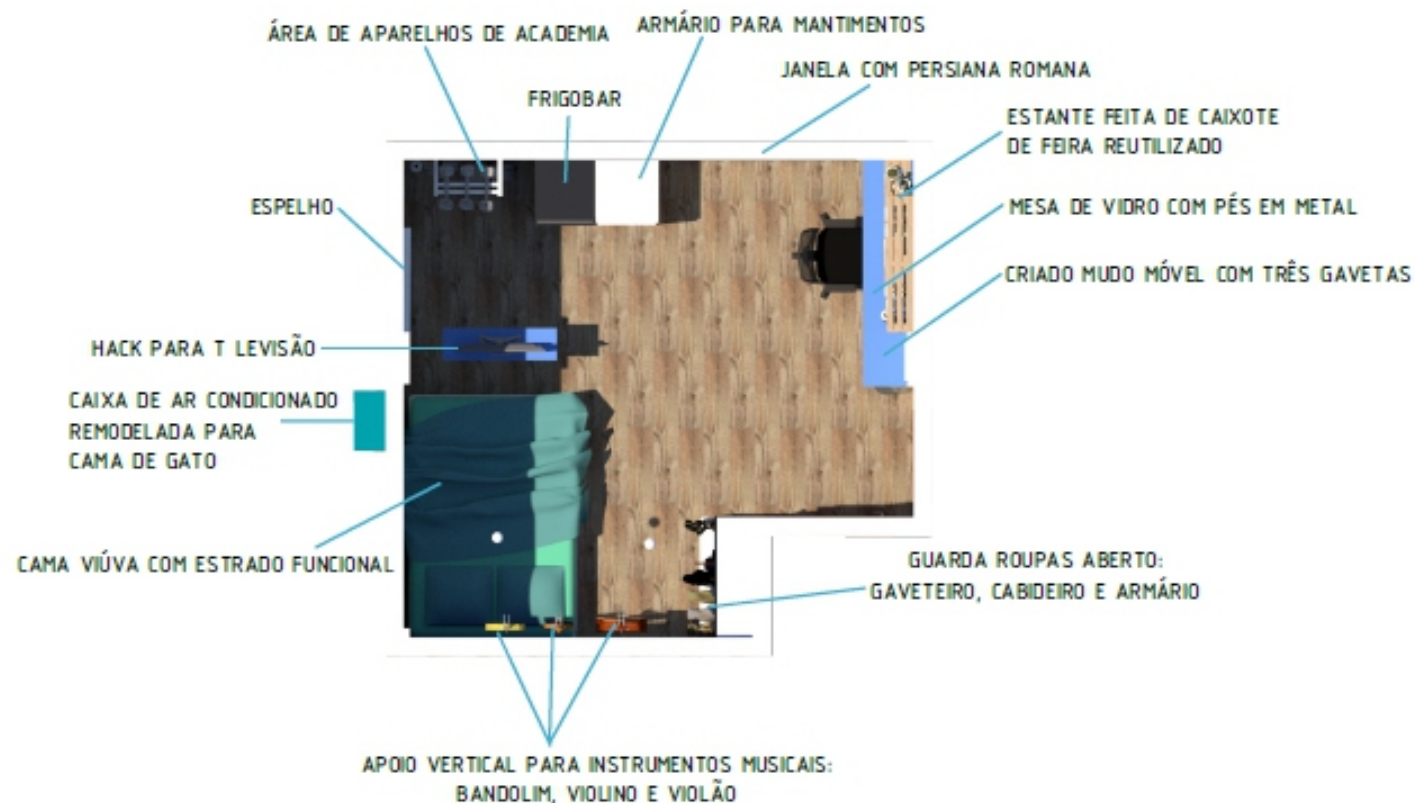 ÁREA DE APARELHOS DE ACADEMIA
ARMÁRIO PARA MANTIMENTOS
JANELA COM PERSIANA ROMANA
FRIGOBAR
ESTANTE FEITA DE CAIXOTE
DE FEIRA REUTILIZADO
ESPELHO
MESA DE VIDRO COM PÉS EM METAL
CRIADO MUDO MÓVEL COM TRÊS GAVETAS
HACK PARA T LEVISÃO
CAIXA DE AR CONDICIONADO
REMODELADA PARA
CAMA DE GATO
CAMA VIÚVA COM ESTRADO FUNCIONAL
GUARDA ROUPAS ABERTO:
GAVETEIRO, CABIDEIRO E ARMÁRIO
APOIO VERTICAL PARA INSTRUMENTOS MUSICAIS:
BANDOLIM, VIOLINO E VIOLÃO